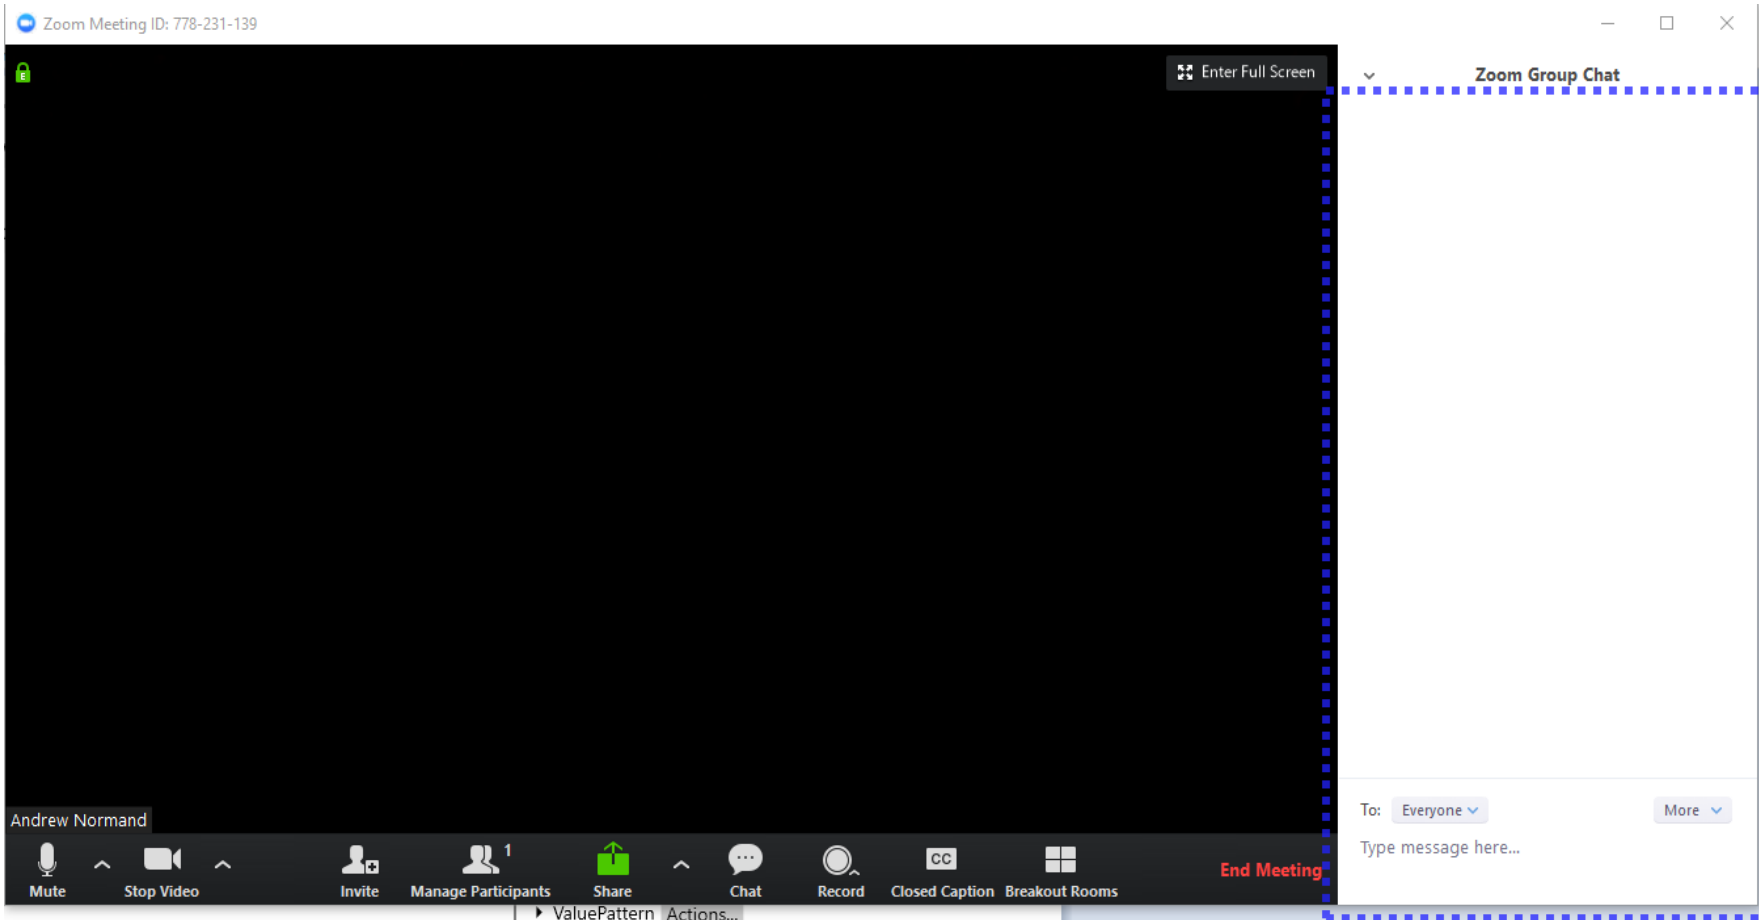 Zoom Meeting ID: 778-231-139
Enter Full Screen
Zoom Group Chat
E
Andrew Normand
To: Everyone More
Type message here...
1
Mute Stop Video Invite Manage Participants Share Chat Record CC Closed Caption Breakout Rooms End Meeting
ValuePattern Actions...